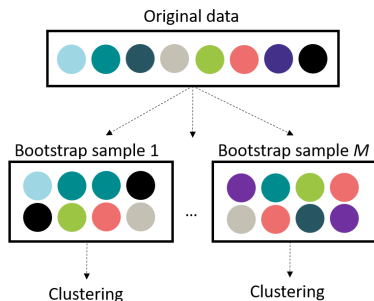 Original data
Bootstrap sample 1
Bootstrap sample M
...
Clustering
Clustering